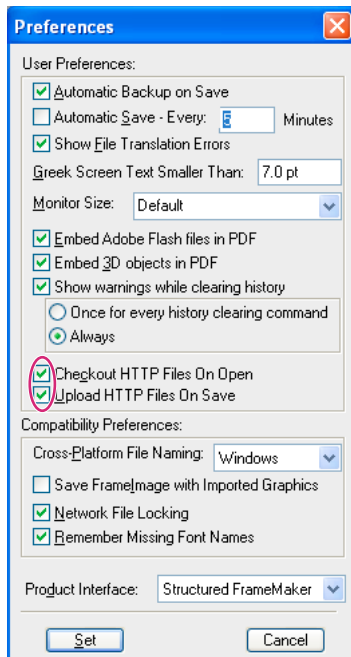 Preferences
User Preferences:
Automatic Backup on Save
Automatic Save - Every: 5 Minutes
Show File Translation Errors
Greek Screen Text Smaller Than: 7.0 pt
Monitor Size: Default
Embed Adobe Flash files in PDF
Embed 3D objects in PDF
Show warnings while clearing history
Once for every history clearing command
Always
Checkout HTTP Files On Open
Upload HTTP Files On Save
Compatibility Preferences:
Cross-Platform File Naming: Windows
Save FrameImage with Imported Graphics
Network File Locking
Remember Missing Font Names
Product Interface: Structured FrameMaker
Set Cancel